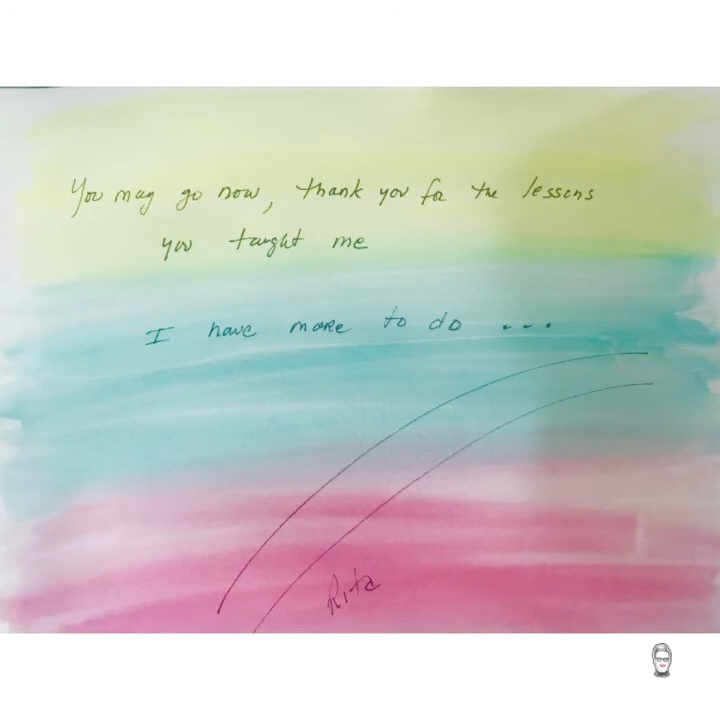 You may go now, thank you for the lessons
you taught me
I have more to do ...
Rita